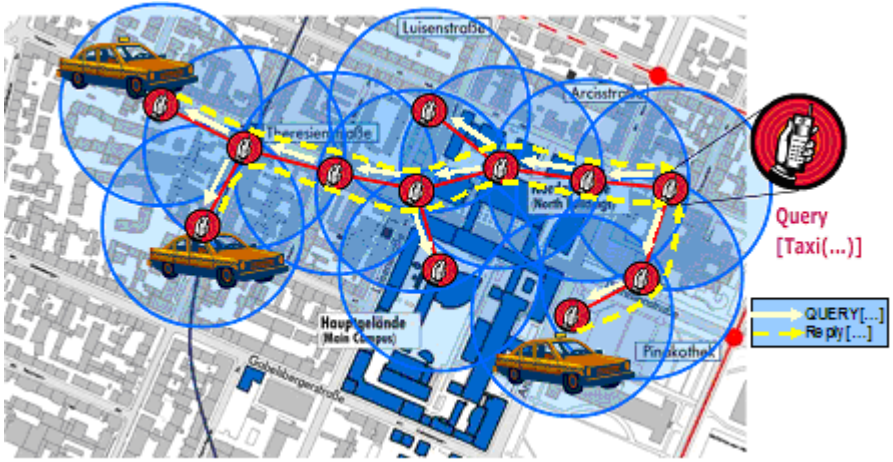 Luisenstraße
Arcisstraße
Theresienstraße
(North
Query
[Taxi(...)]
Hauptgelände
(Main Campus)
QUERY[...]
Reply[...]
Pinakothek
Gabelsbergerstraße